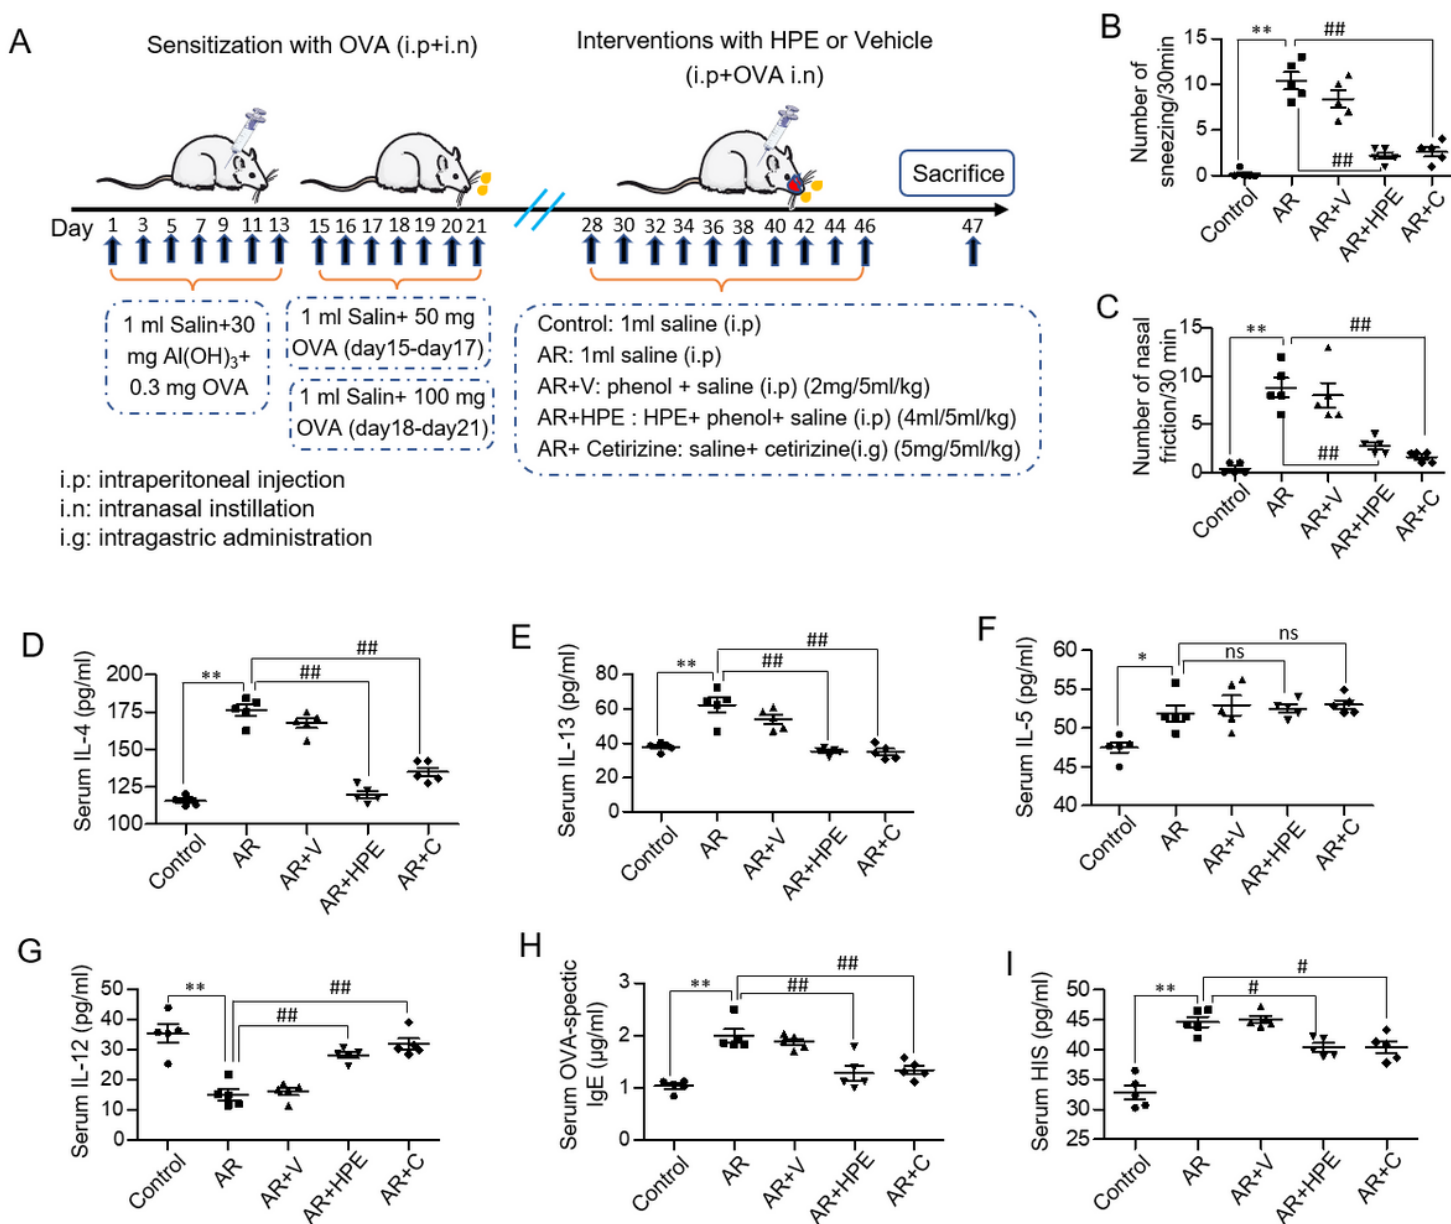 A
Sensitization with OVA (i.p+i.n)
Interventions with HPE or Vehicle
(i.p+OVA i.n)
Sacrifice
Day 1 3 5 7 9 11 13 15 16 17 18 19 20 21 28 30 32 34 36 38 40 42 44 46 47
1 ml Salin+30
mg Al(OH)₃+
0.3 mg OVA
1 ml Salin+ 50 mg
OVA (day15-day17)
1 ml Salin+ 100 mg
OVA (day18-day21)
Control: 1ml saline (i.p)
AR: 1ml saline (i.p)
AR+V: phenol + saline (i.p) (2mg/5ml/kg)
AR+HPE : HPE+ phenol+ saline (i.p) (4ml/5ml/kg)
AR+ Cetirizine: saline+ cetirizine(i.g) (5mg/5ml/kg)
i.p: intraperitoneal injection
i.n: intranasal instillation
i.g: intragastric administration
B
Number of
sneezing/30min
15
10
5
0
** ##
##
Control AR AR+V AR+HPE AR+C
C
Number of nasal
friction/30 min
15
10
5
0
** ##
##
Control AR AR+V AR+HPE AR+C
D
Serum IL-4 (pg/ml)
200
175
150
125
100
##
** ##
Control AR AR+V AR+HPE AR+C
E
Serum IL-13 (pg/ml)
80
60
40
20
0
##
** ##
Control AR AR+V AR+HPE AR+C
F
Serum IL-5 (pg/ml)
60
55
50
45
40
ns
* ns
Control AR AR+V AR+HPE AR+C
G
Serum IL-12 (pg/ml)
50
40
30
20
10
0
** ##
##
Control AR AR+V AR+HPE AR+C
H
Serum OVA-spectic
IgE (μg/ml)
3
2
1
0
##
** ##
Control AR AR+V AR+HPE AR+C
I
Serum HIS (pg/ml)
50
45
40
35
30
25
#
** #
Control AR AR+V AR+HPE AR+C